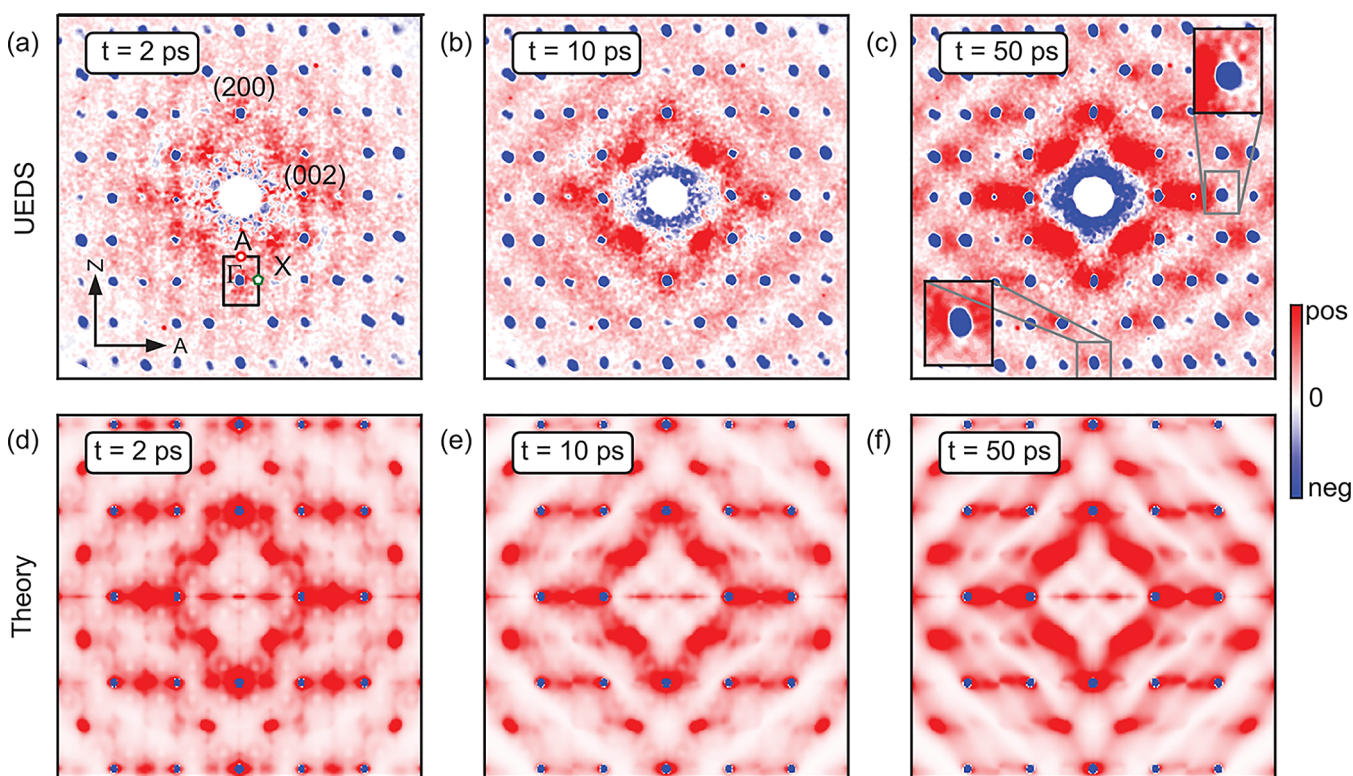 (a)
t = 2 ps
(200)
(002)
A
Γ
X
Z
A
(b)
t = 10 ps
(c)
t = 50 ps
UEDS
pos
0
neg
(d)
t = 2 ps
(e)
t = 10 ps
(f)
t = 50 ps
Theory